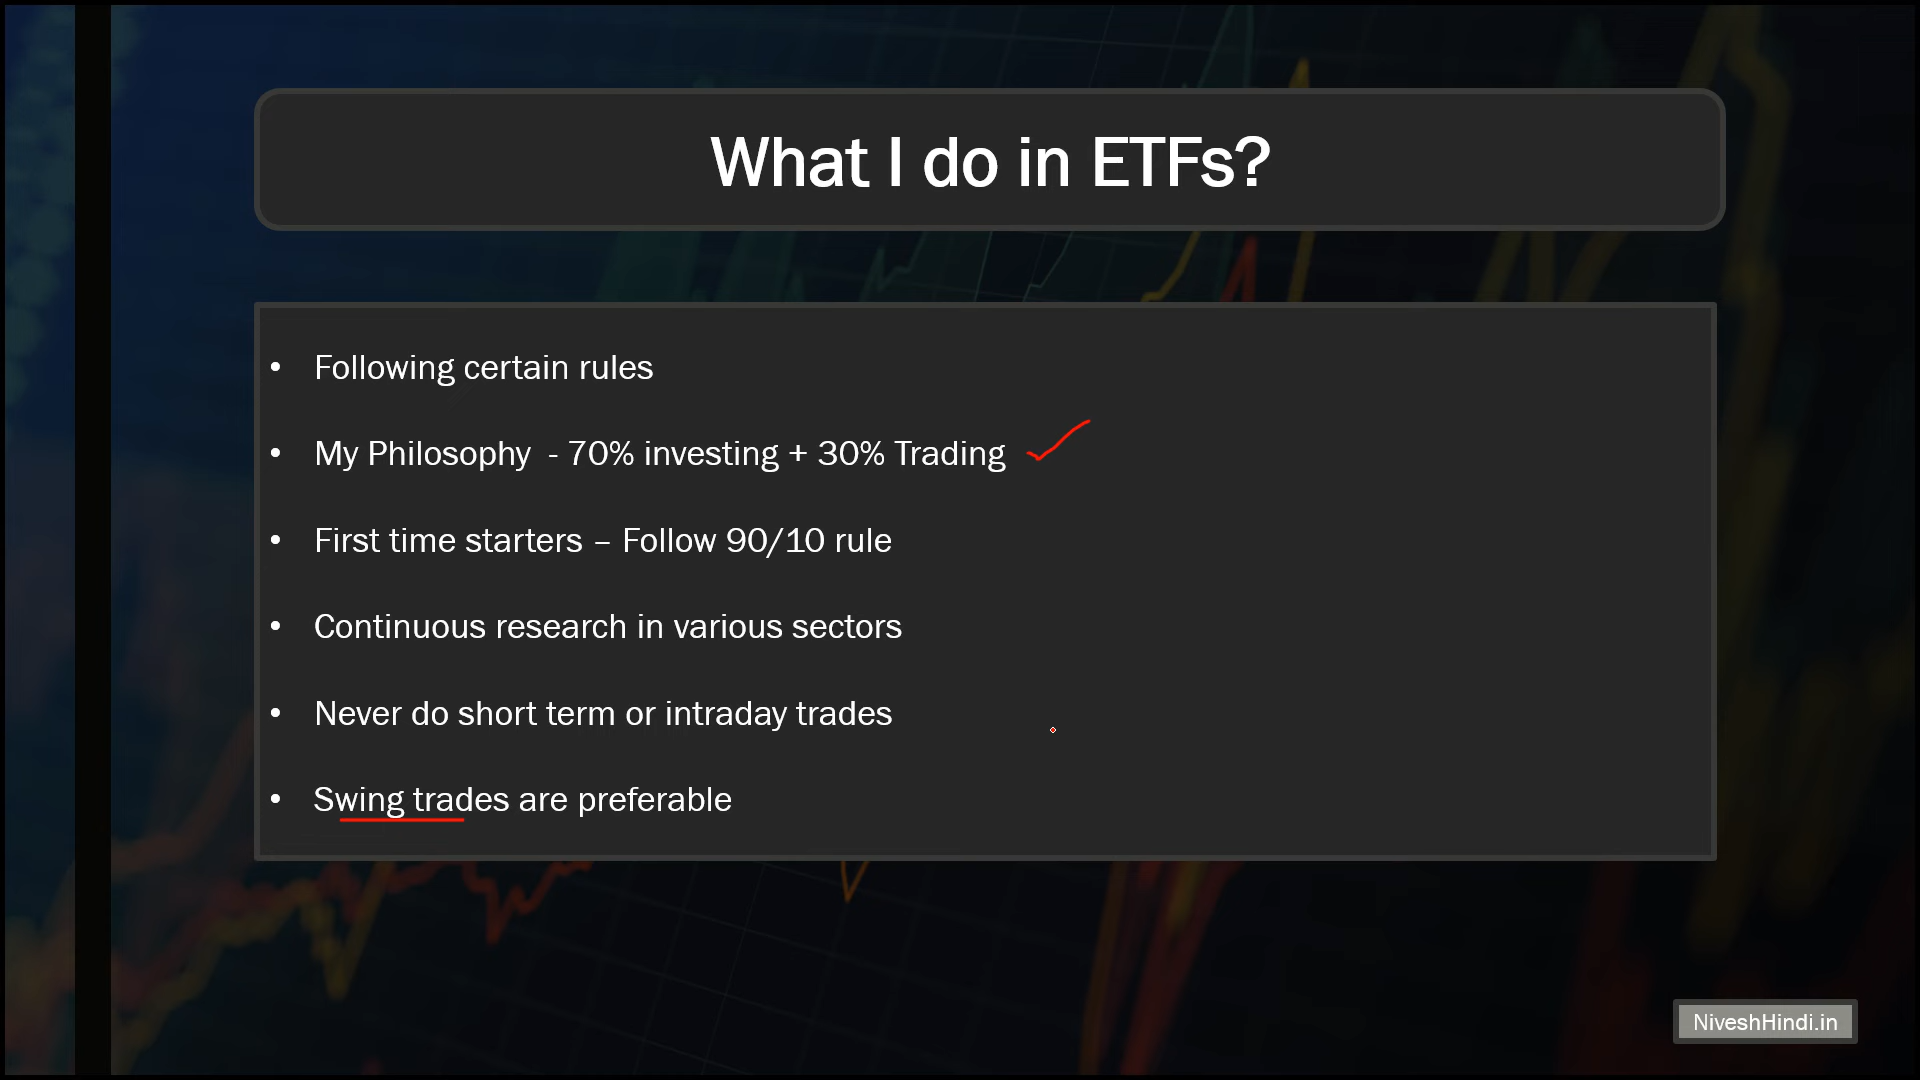 What I do in ETFs?
• Following certain rules
• My Philosophy - 70% investing + 30% Trading
• First time starters – Follow 90/10 rule
• Continuous research in various sectors
• Never do short term or intraday trades
• Swing trades are preferable
NiveshHindi.in